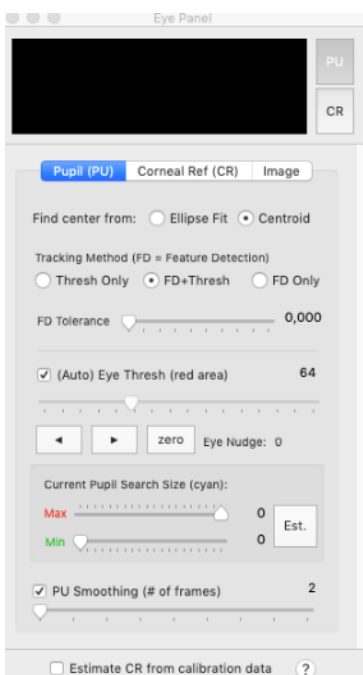 Eye Panel
PU
CR
Pupil (PU) Corneal Ref (CR) Image
Find center from: Ellipse Fit Centroid
Tracking Method (FD = Feature Detection)
Thresh Only FD+Thresh FD Only
FD Tolerance 0,000
(Auto) Eye Thresh (red area) 64
zero Eye Nudge: 0
Current Pupil Search Size (cyan):
Max 0
Est.
Min 0
PU Smoothing (# of frames) 2
Estimate CR from calibration data ?